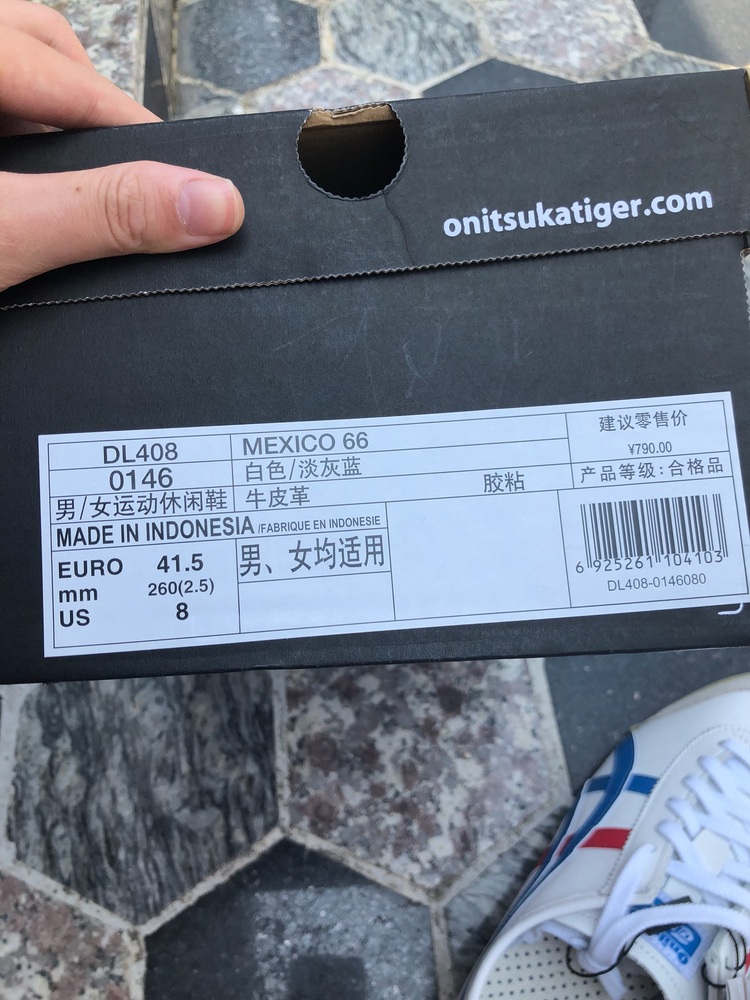 onitsukatiger.com
DL408
MEXICO 66
建议零售价
0146
白色/淡灰蓝
¥790.00
男/女运动休闲鞋
牛皮革
胶粘
产品等级:合格品
MADE IN INDONESIA /FABRIQUE EN INDONESIE
EURO 41.5
男、女均适用
mm 260(2.5)
US 8
6 925261 104103
DL408-0146080